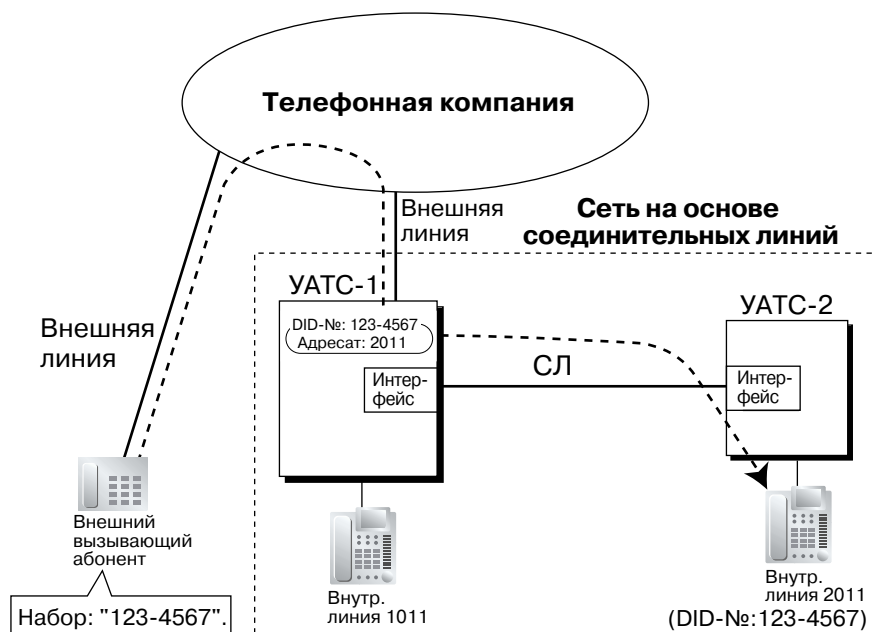 Телефонная компания
Внешняя
линия
Сеть на основе
соединительных линий
УАТС-1
УАТС-2
DID-№: 123-4567
Адресат: 2011
Внешняя
линия
СЛ
Интер-
фейс
Интер-
фейс
Внешний
вызывающий
абонент
Набор: "123-4567".
Внутр.
линия 1011
Внутр.
линия 2011
(DID-№:123-4567)